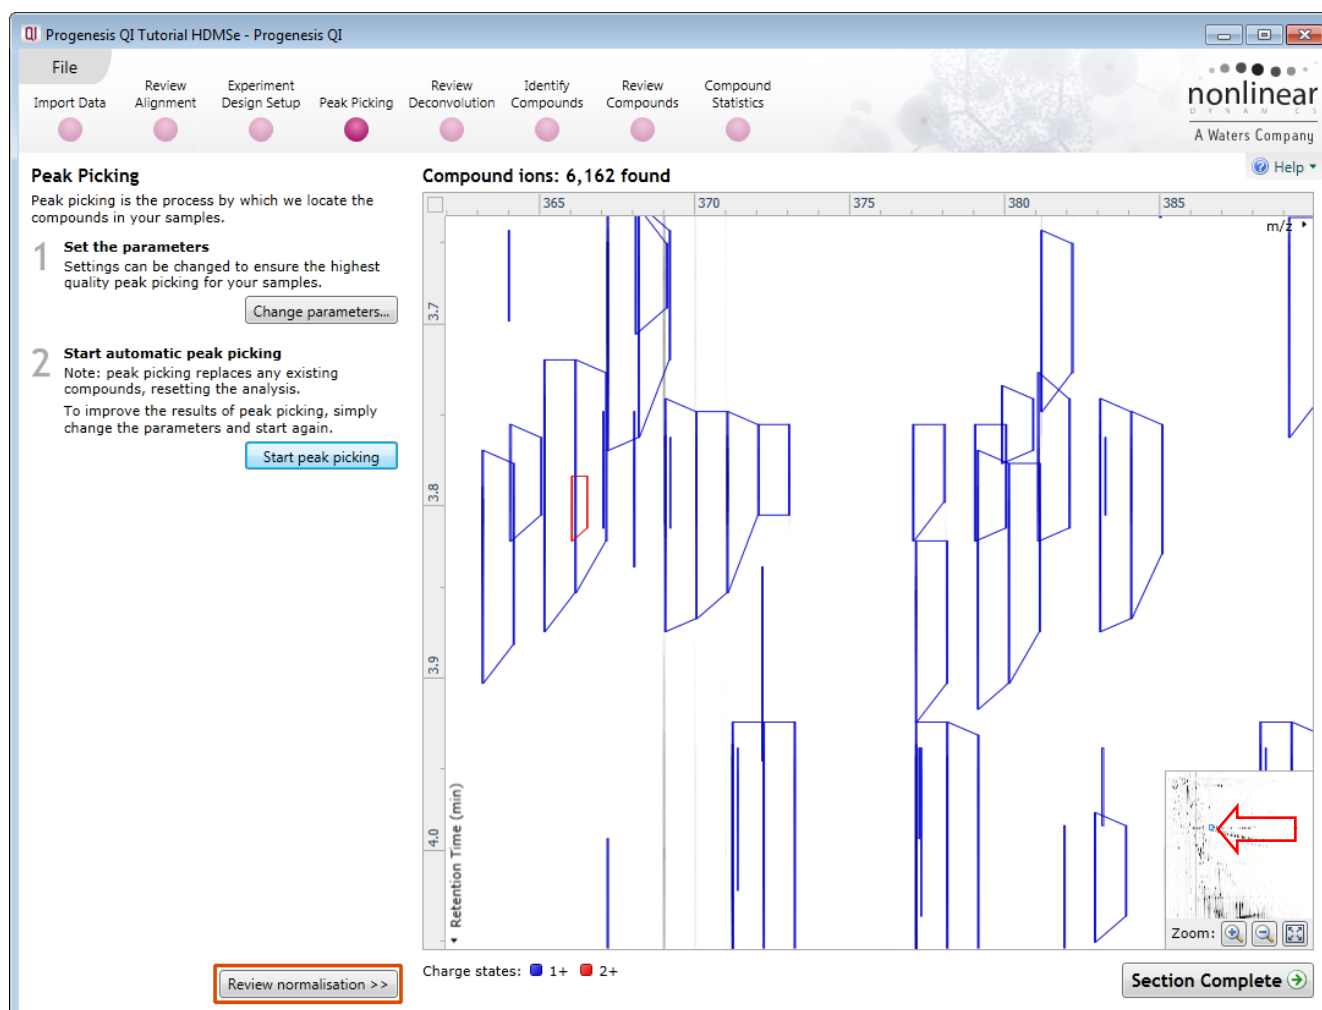 QI Progenesis QI Tutorial HDMSe - Progenesis QI
File
Import Data
Review
Alignment
Experiment
Design Setup
Peak Picking
Review
Deconvolution
Identify
Compounds
Review
Compounds
Compound
Statistics
nonlinear
DYNAMICS
A Waters Company
Help
Peak Picking
Peak picking is the process by which we locate the
compounds in your samples.
1 Set the parameters
Settings can be changed to ensure the highest
quality peak picking for your samples.
Change parameters...
2 Start automatic peak picking
Note: peak picking replaces any existing
compounds, resetting the analysis.
To improve the results of peak picking, simply
change the parameters and start again.
Start peak picking
Review normalisation >>
Compound ions: 6,162 found
365 370 375 380 385
m/z
3.7
3.8
3.9
4.0
Retention Time (min)
Zoom:
Charge states: 1+ 2+
Section Complete